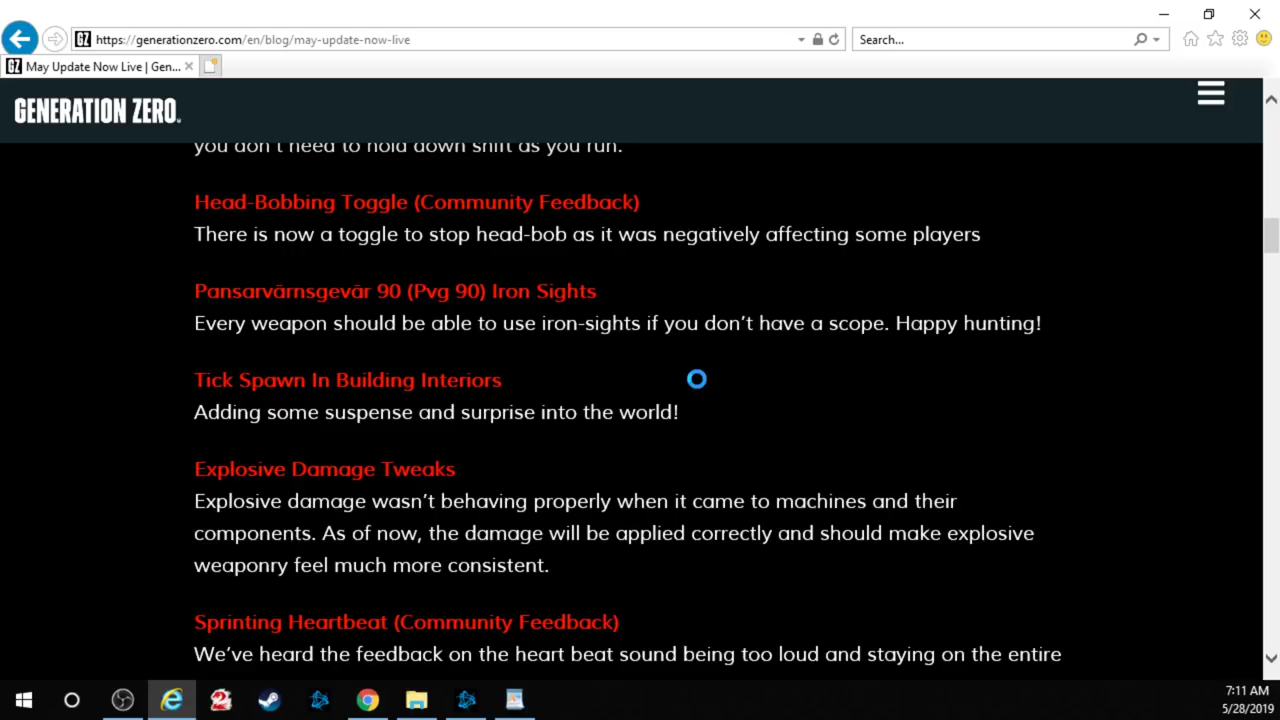 https://generationzero.com/en/blog/may-update-now-live
Search...
GZ May Update Now Live | Gen...
GENERATION ZERO
you don't need to hold down shift as you run.
Head-Bobbing Toggle (Community Feedback)
There is now a toggle to stop head-bob as it was negatively affecting some players
Pansarvärnsgevär 90 (Pvg 90) Iron Sights
Every weapon should be able to use iron-sights if you don't have a scope. Happy hunting!
Tick Spawn In Building Interiors
Adding some suspense and surprise into the world!
Explosive Damage Tweaks
Explosive damage wasn't behaving properly when it came to machines and their
components. As of now, the damage will be applied correctly and should make explosive
weaponry feel much more consistent.
Sprinting Heartbeat (Community Feedback)
We've heard the feedback on the heart beat sound being too loud and staying on the entire
7:11 AM
5/28/2019